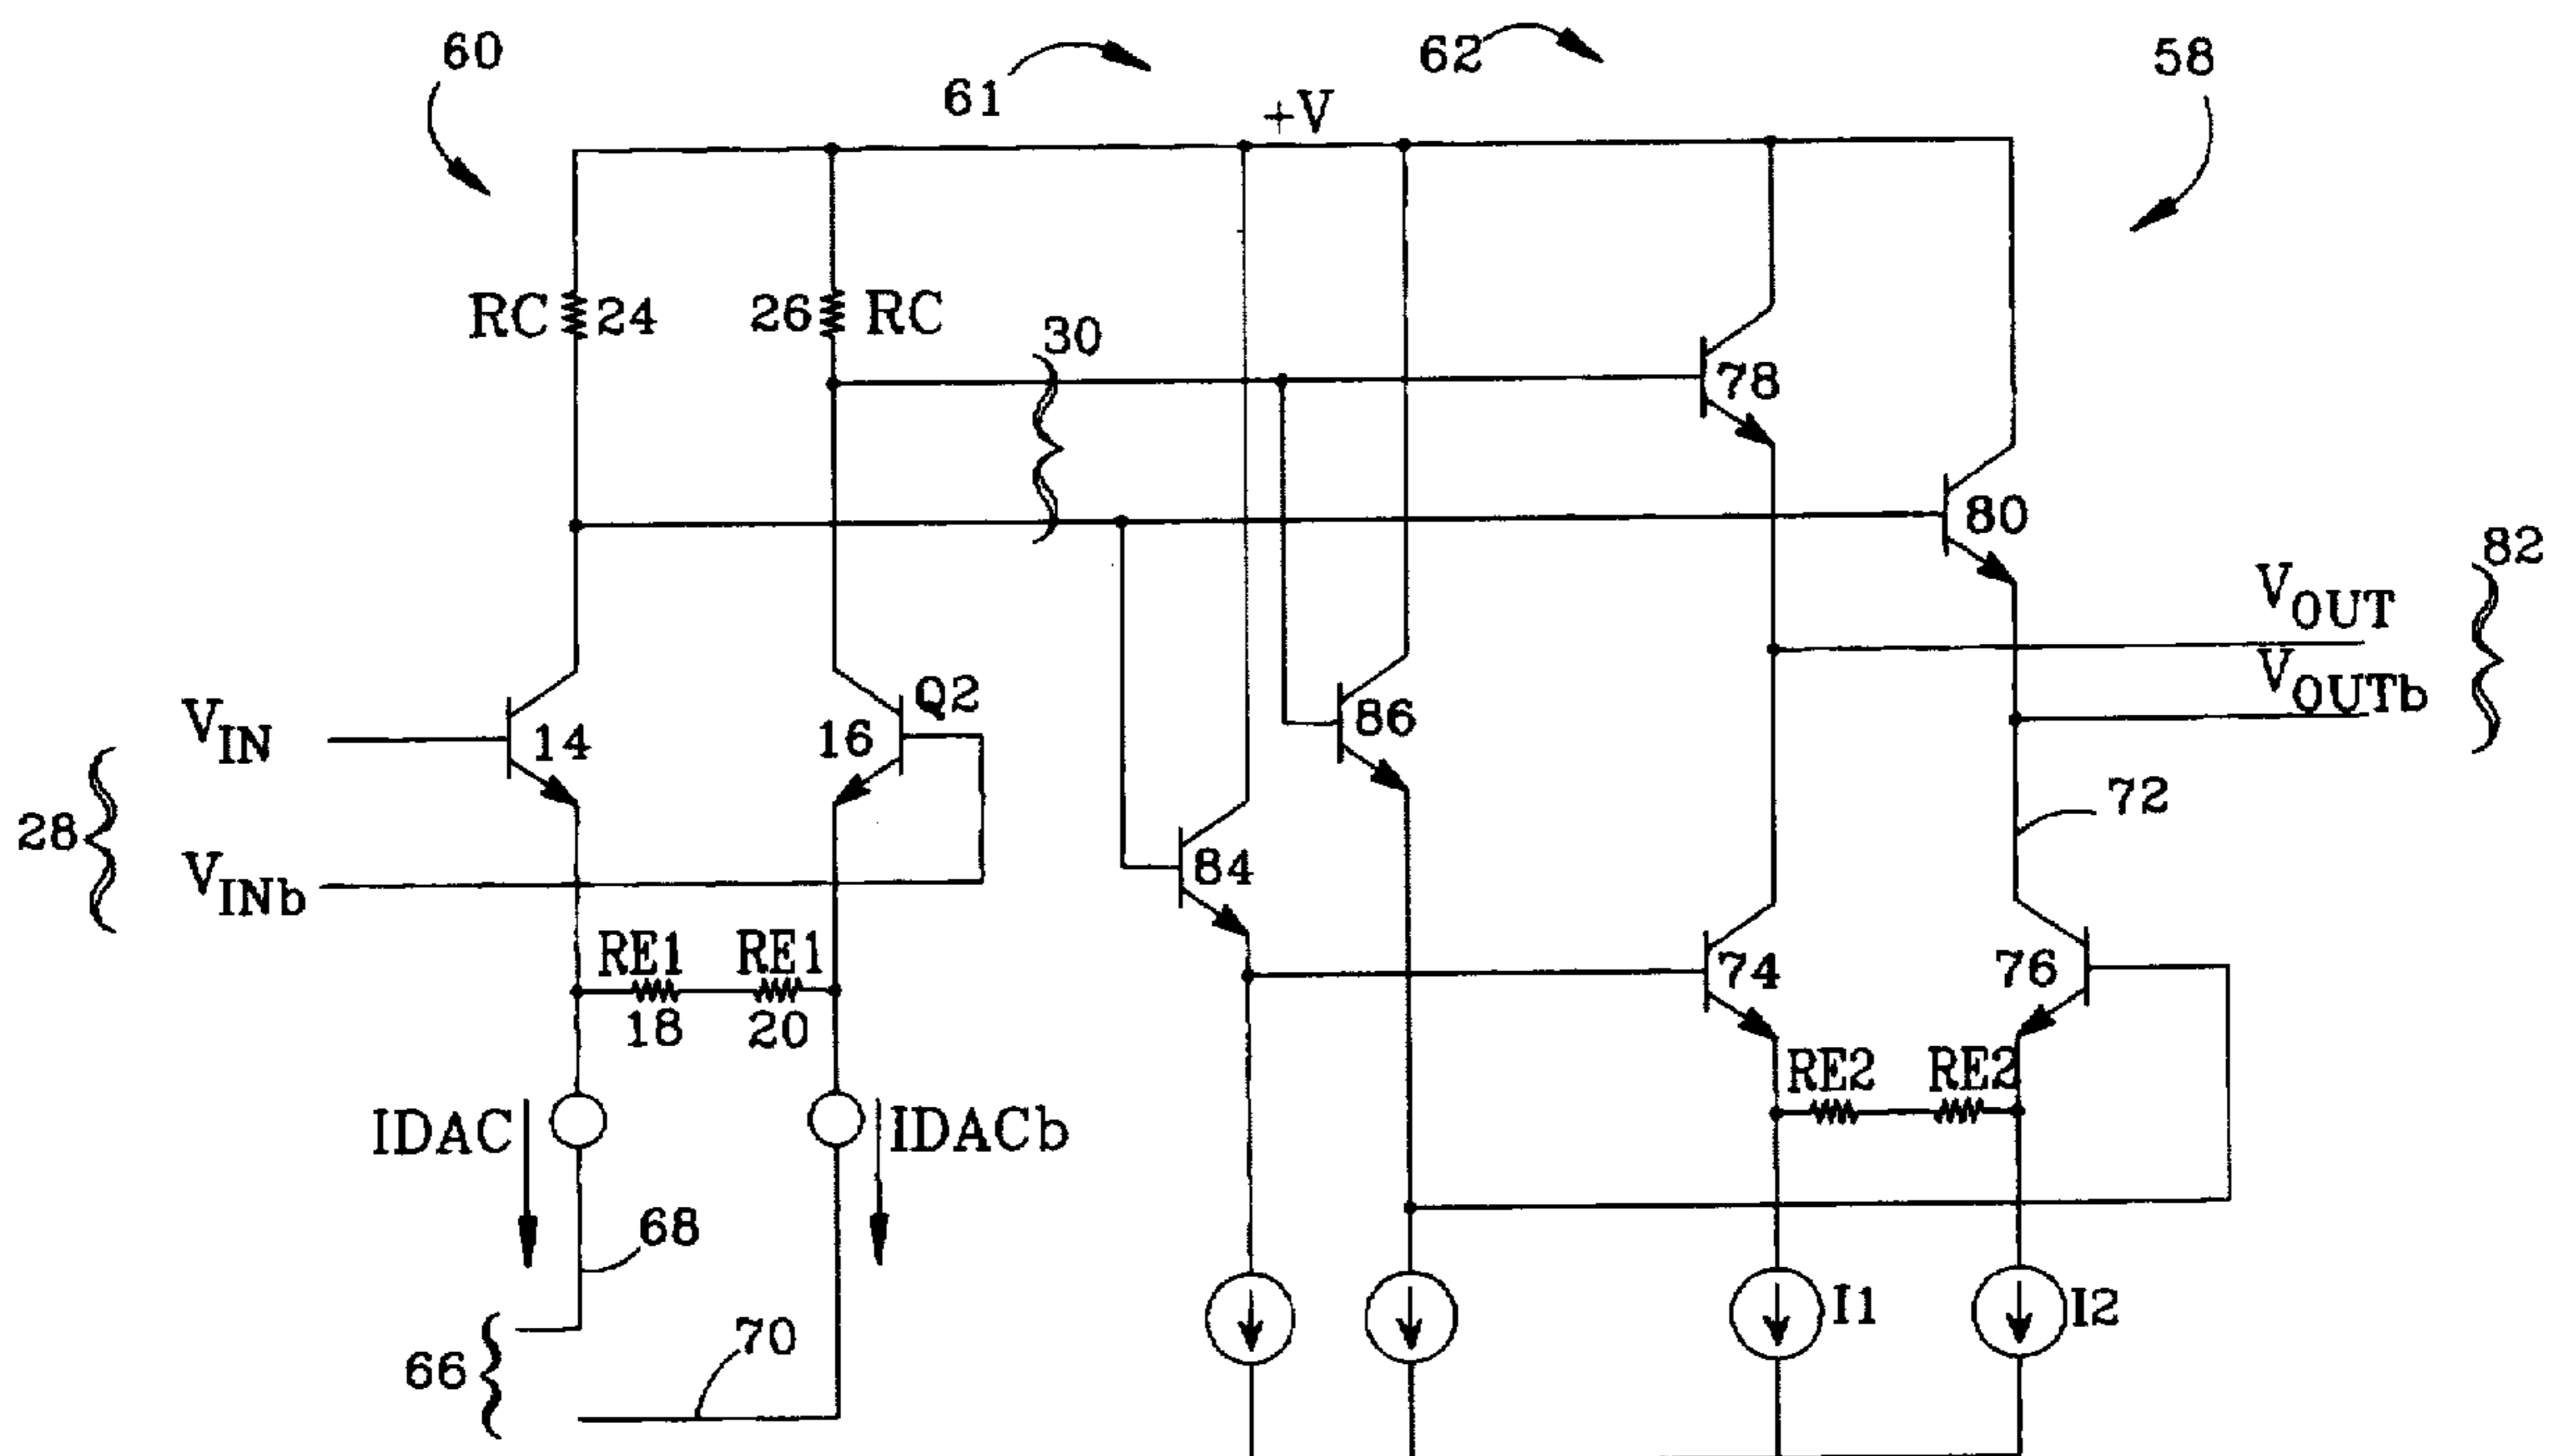 60
61
62
58
+V
RC 24
26 RC
30
78
80
82
VOUT
VOUTb
VIN
14
16
Q2
86
28
VINb
84
72
RE1
RE1
18
20
74
76
RE2
RE2
IDAC
IDACb
68
66
70
I1
I2